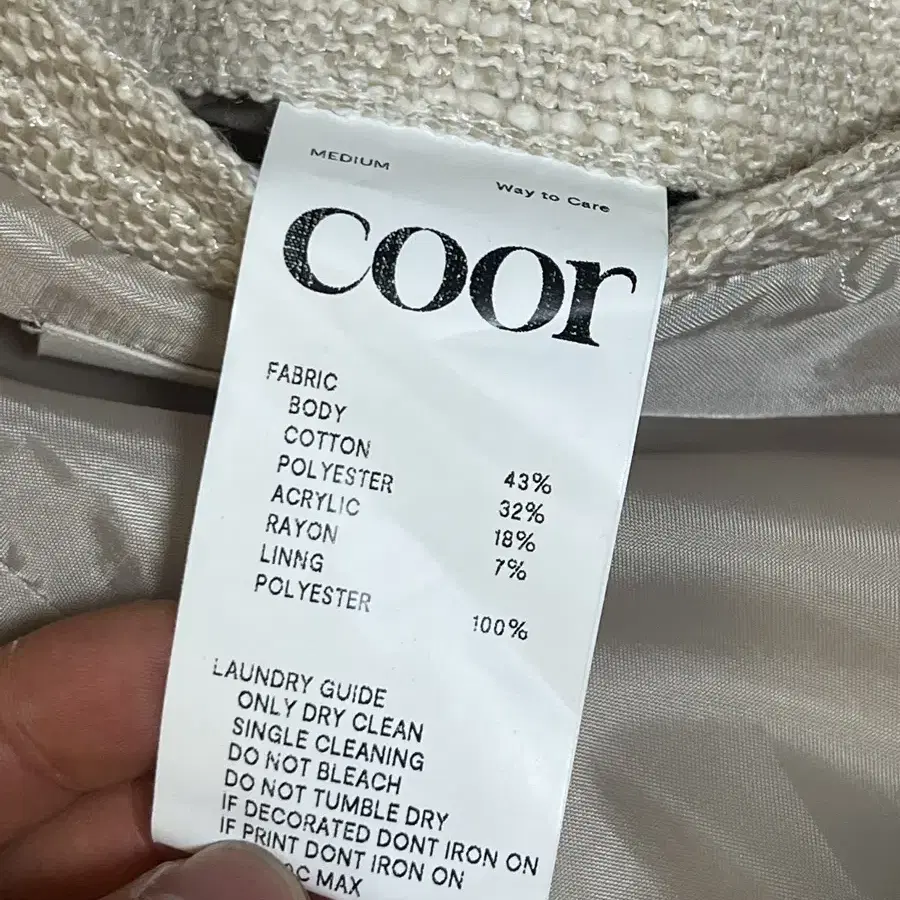 MEDIUM
Way to Care
coor
FABRIC
BODY
COTTON 43%
POLYESTER 32%
ACRYLIC 18%
RAYON 7%
LINNG
POLYESTER 100%
LAUNDRY GUIDE
ONLY DRY CLEAN
SINGLE CLEANING
DO NOT BLEACH
DO NOT TUMBLE DRY
IF DECORATED DONT IRON ON
IF PRINT DONT IRON ON
MAX